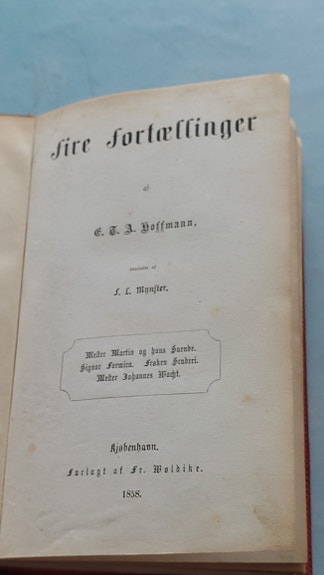 Fire Fortællinger
af
E. T. A. Hoffmann,
oversatte af
F. L. Mynster.
Mester Martin og hans Svende.
Signor Formica. Frøken Scuderi.
Mester Johannes Wacht.
Kjøbenhavn.
Forlagt af Fr. Woldike.
1858.